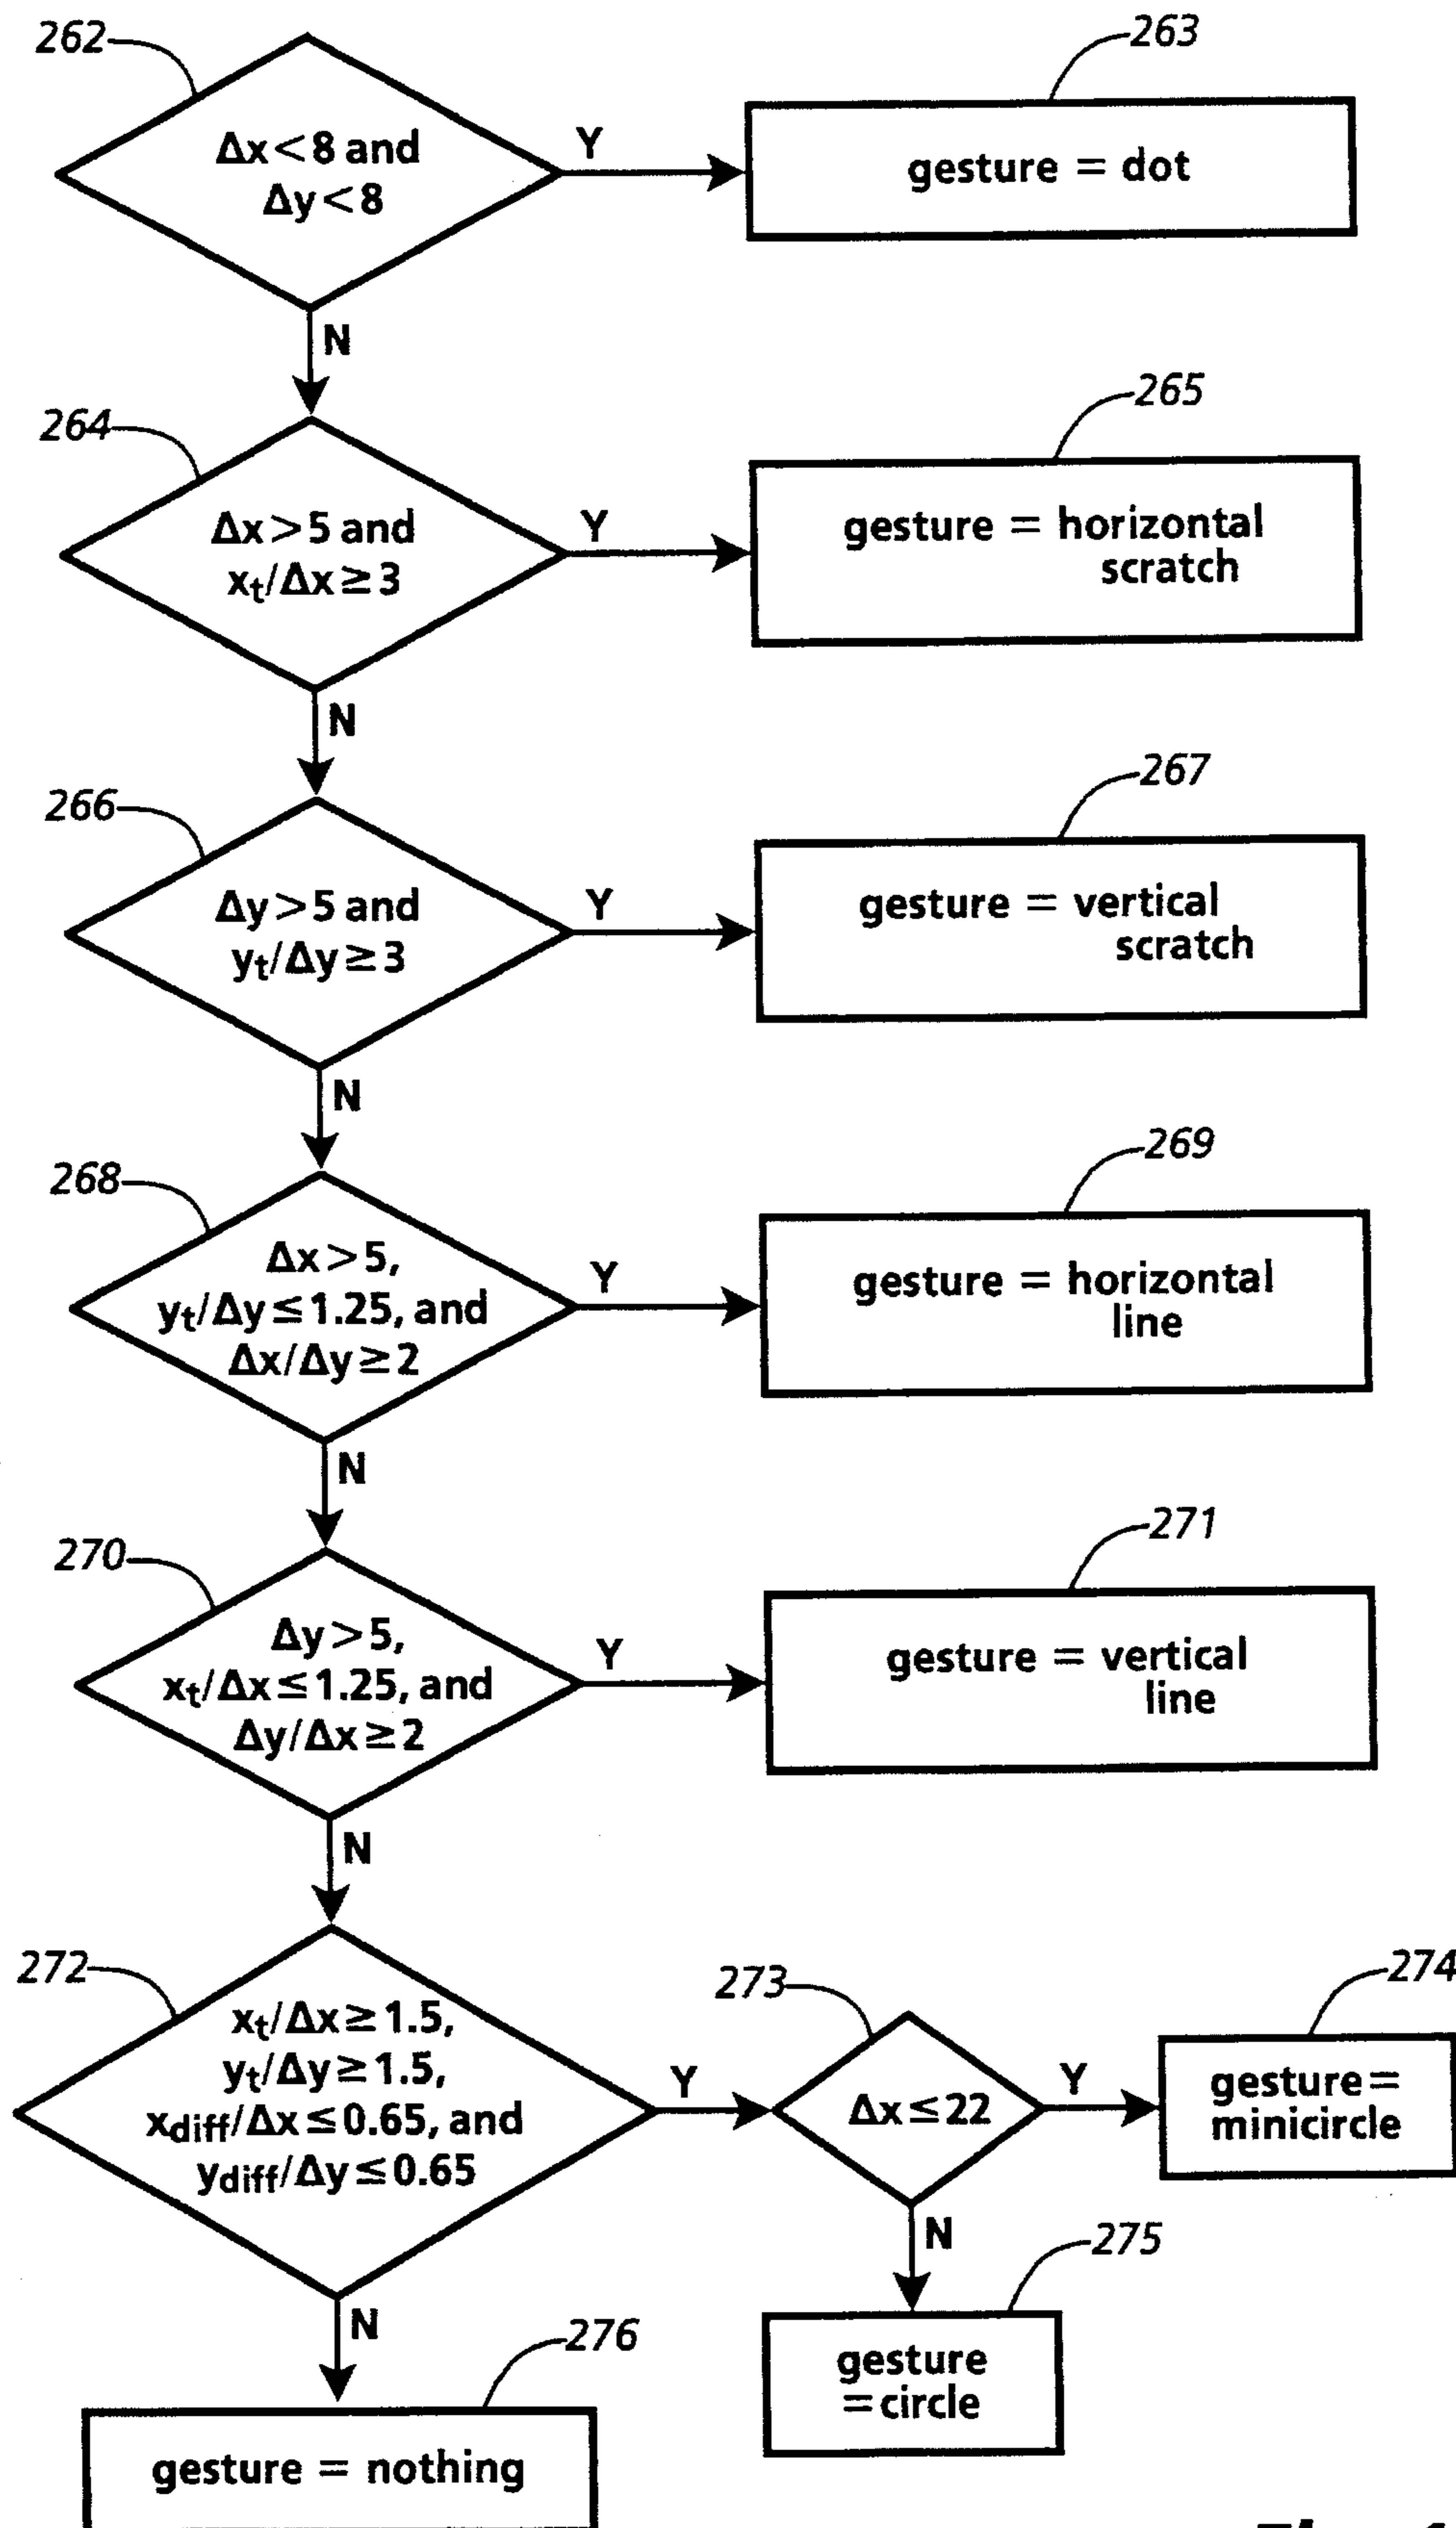 262
263
Δx<8 and
Δy<8
Y
gesture = dot
N
264
265
Δx>5 and
xt/Δx≥3
Y
gesture = horizontal
scratch
N
266
267
Δy>5 and
yt/Δy≥3
Y
gesture = vertical
scratch
N
268
269
Δx>5,
yt/Δy≤1.25, and
Δx/Δy≥2
Y
gesture = horizontal
line
N
270
271
Δy>5,
xt/Δx≤1.25, and
Δy/Δx≥2
Y
gesture = vertical
line
N
272
xt/Δx≥1.5,
yt/Δy≥1.5,
xdiff/Δx≤0.65, and
ydiff/Δy≤0.65
Y
273
Δx≤22
Y
274
gesture=
minicircle
N
275
gesture
=circle
N
276
gesture = nothing